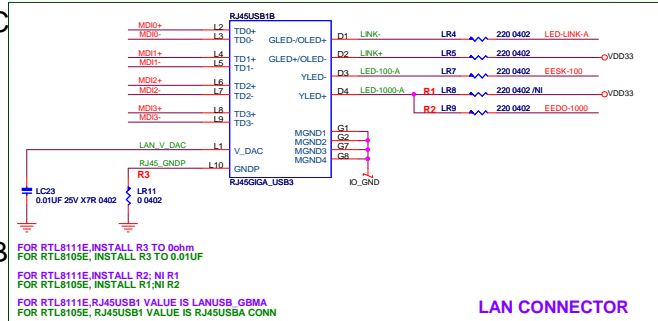 C
RJ45USB1B
MDI0+ L2 TD0+
MDI0- L3 TD0-
GLED-/OLED+ D1 LINK- LR4 220 0402 LED-LINK-A
MDI1+ L4 TD1+
MDI1- L5 TD1-
GLED+/OLED- D2 LINK+ LR5 220 0402 VDD33
YLED- D3 LED-100-A LR7 220 0402 EESK-100
MDI2+ L6 TD2+
MDI2- L7 TD2-
YLED+ D4 LED-1000-A R1 LR8 220 0402 /NI VDD33
MDI3+ L8 TD3+
MDI3- L9 TD3-
R2 LR9 220 0402 EEDO-1000
MGND1 G1
MGND2 G2
MGND3 G7
MGND4 G8
LAN_V_DAC L1 V_DAC
RJ45_GNDP L10 GNDP
RJ45GIGA_USB3
IO_GND
R3
LC23
0.01UF 25V X7R 0402
LR11
0 0402
B
FOR RTL8111E,INSTALL R3 TO 0ohm
FOR RTL8105E, INSTALL R3 TO 0.01UF
FOR RTL8111E,INSTALL R2; NI R1
FOR RTL8105E, INSTALL R1;NI R2
FOR RTL8111E,RJ45USB1 VALUE IS LANUSB_GBMA
FOR RTL8105E, RJ45USB1 VALUE IS RJ45USBA CONN
LAN CONNECTOR